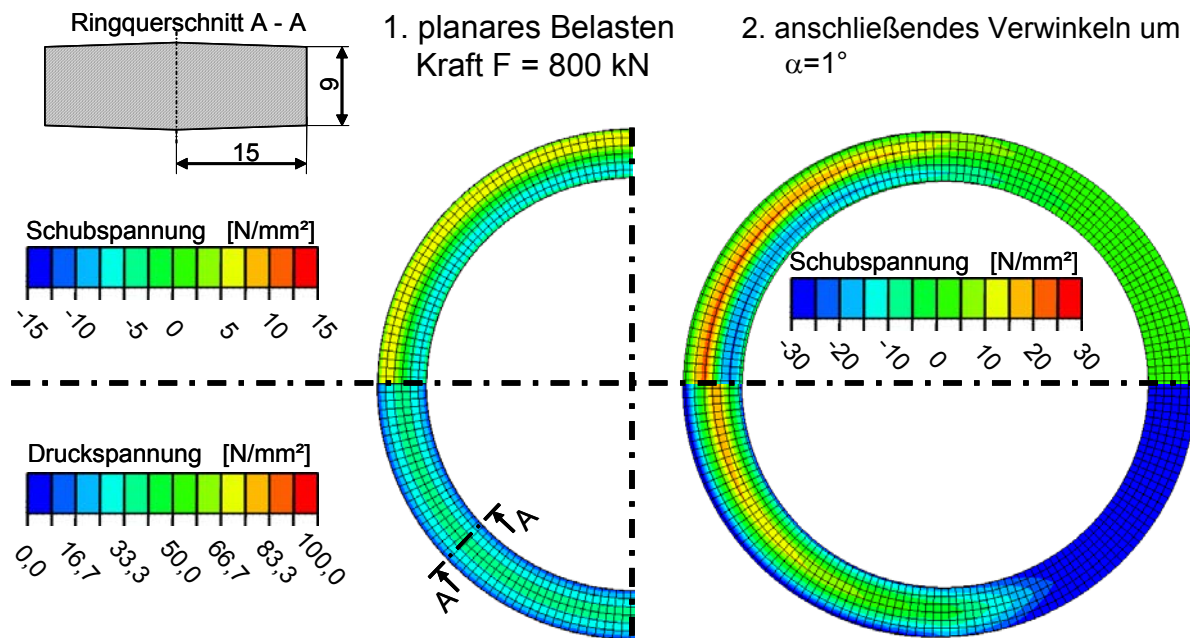 Ringquerschnitt A - A
9
15
1. planares Belasten
Kraft F = 800 kN
2. anschließendes Verwinkeln um
α=1°
Schubspannung [N/mm²]
-15 -10 -5 0 5 10 15
Schubspannung [N/mm²]
-30 -20 -10 0 10 20 30
Druckspannung [N/mm²]
0,0 16,7 33,3 50,0 66,7 83,3 100,0
A
A